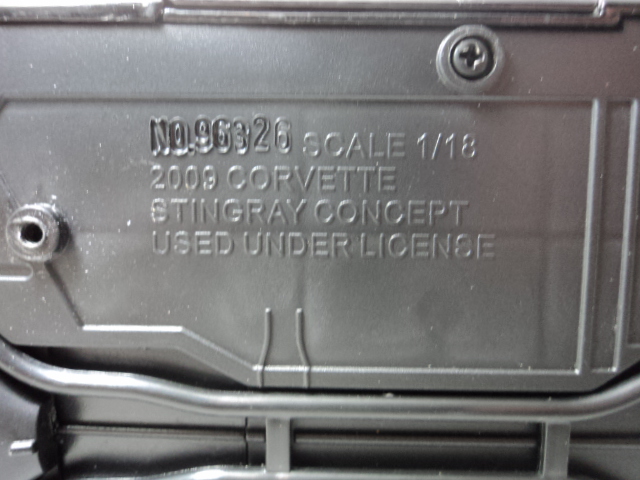 NO.96326 SCALE 1/18
2009 CORVETTE
STINGRAY CONCEPT
USED UNDER LICENSE